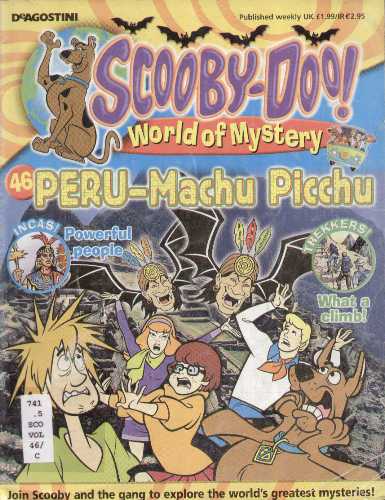 DeAGOSTINI
Published weekly UK £1.99/IR €2.95
SCOOBY-DOO!
World of Mystery
46 PERU-Machu Picchu
INCAS!
Powerful
people
TREKKERS!
What a
climb!
741
.5
SCO
VOL
46/
C
Join Scooby and the gang to explore the world's greatest mysteries!